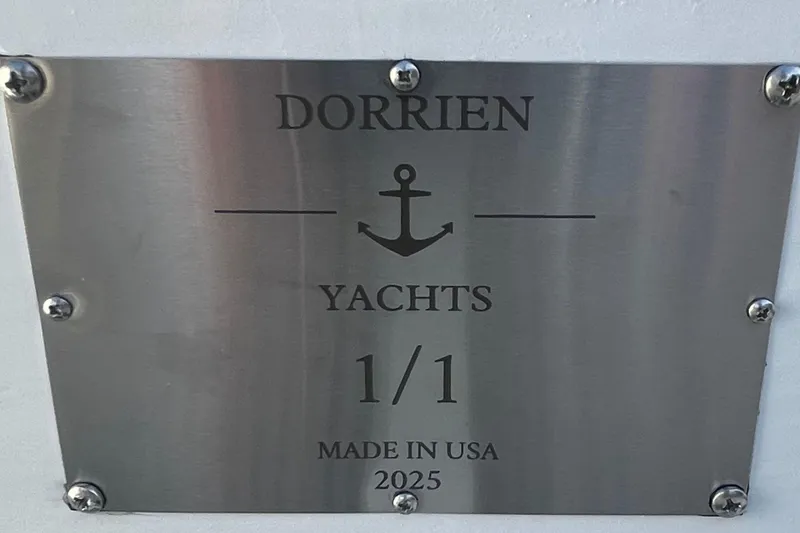 DORRIEN
YACHTS
1/1
MADE IN USA
2025